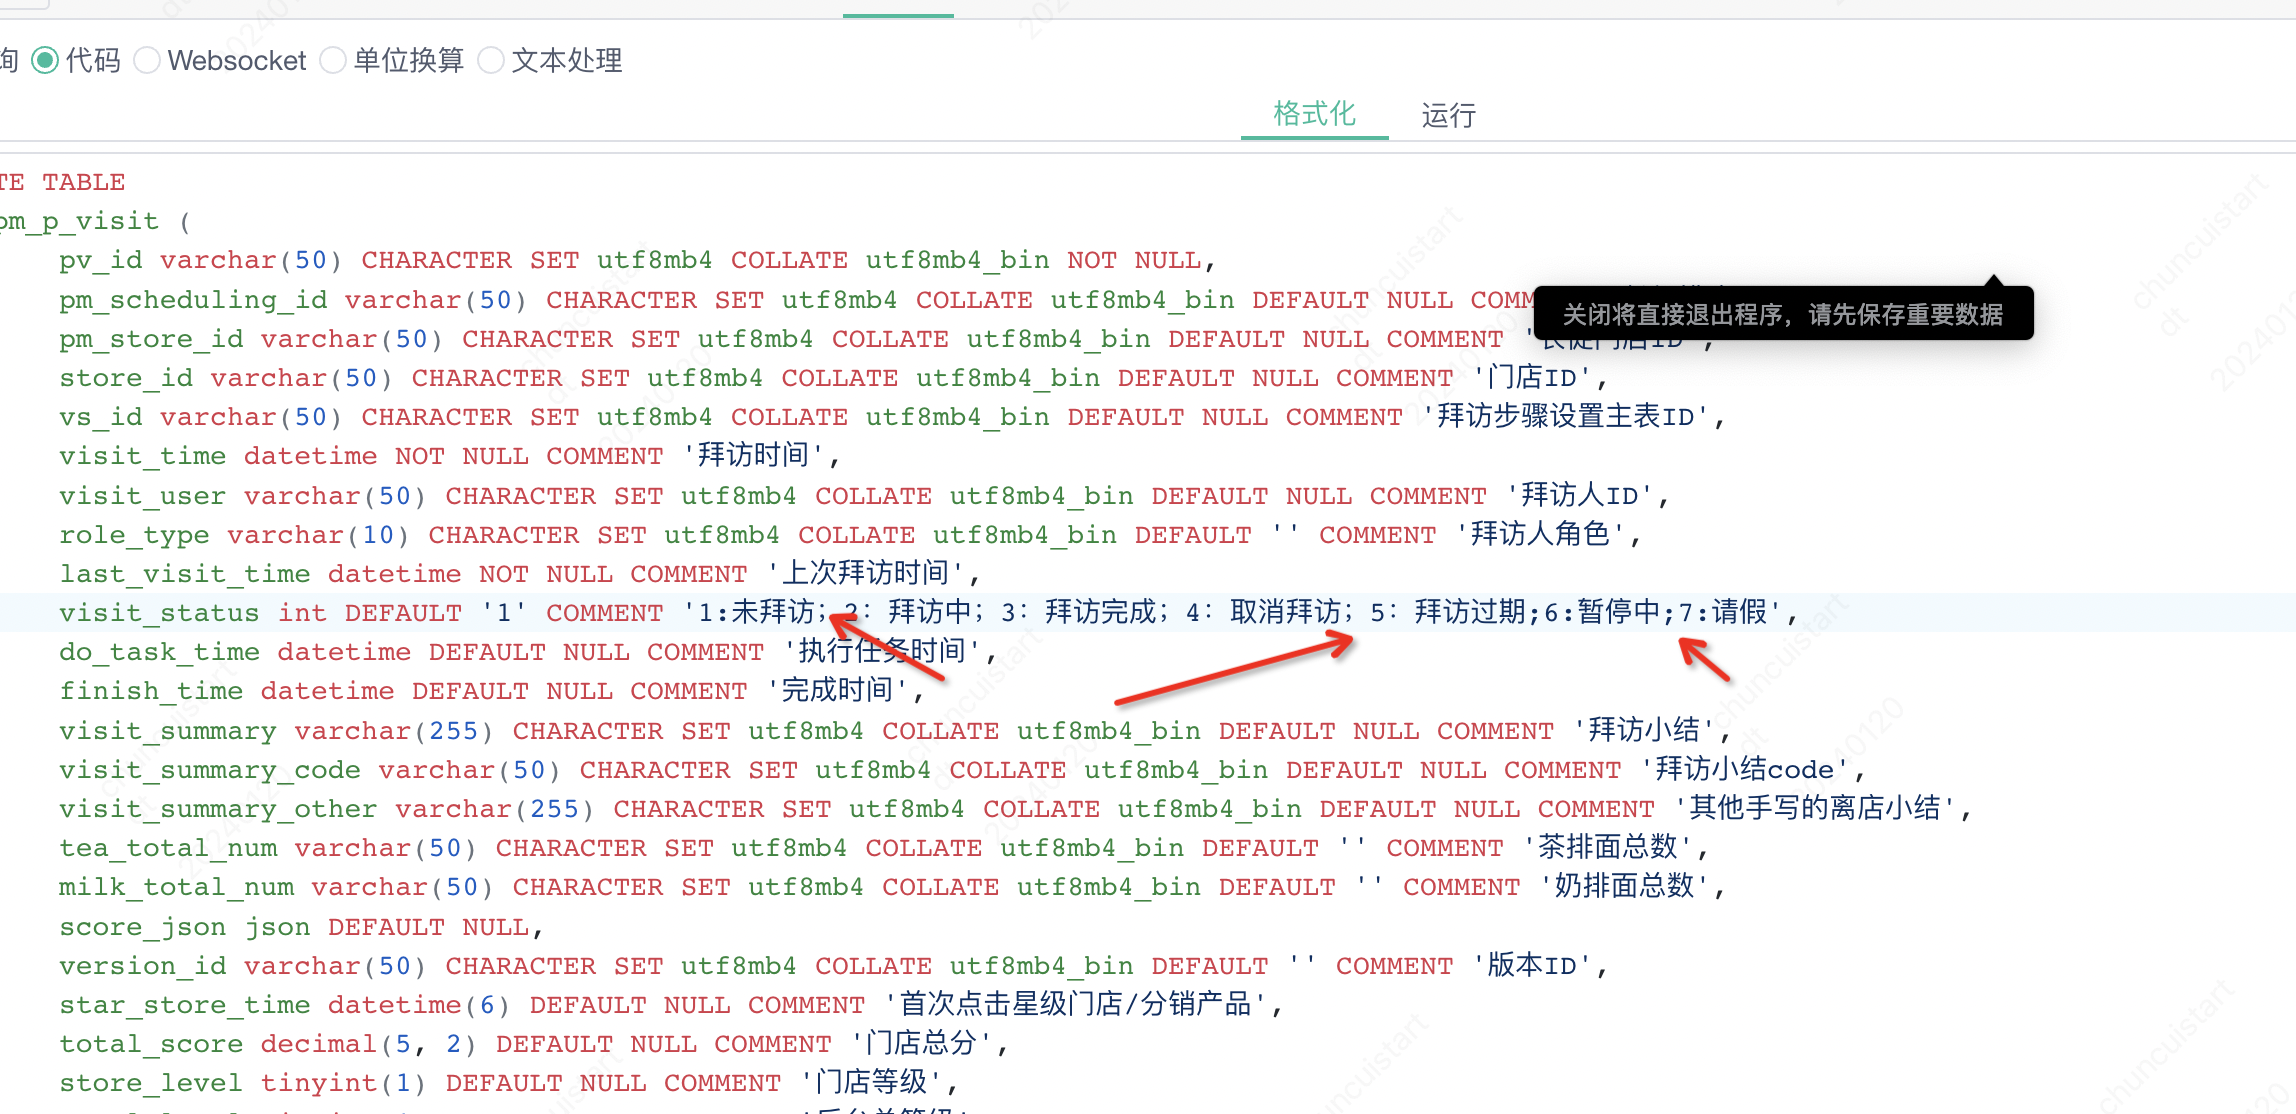 询 代码 Websocket 单位换算 文本处理
格式化 运行
TE TABLE
pm_p_visit (
pv_id varchar(50) CHARACTER SET utf8mb4 COLLATE utf8mb4_bin NOT NULL,
pm_scheduling_id varchar(50) CHARACTER SET utf8mb4 COLLATE utf8mb4_bin DEFAULT NULL COMM
关闭将直接退出程序，请先保存重要数据
pm_store_id varchar(50) CHARACTER SET utf8mb4 COLLATE utf8mb4_bin DEFAULT NULL COMMENT '长促门店ID',
store_id varchar(50) CHARACTER SET utf8mb4 COLLATE utf8mb4_bin DEFAULT NULL COMMENT '门店ID',
vs_id varchar(50) CHARACTER SET utf8mb4 COLLATE utf8mb4_bin DEFAULT NULL COMMENT '拜访步骤设置主表ID',
visit_time datetime NOT NULL COMMENT '拜访时间',
visit_user varchar(50) CHARACTER SET utf8mb4 COLLATE utf8mb4_bin DEFAULT NULL COMMENT '拜访人ID',
role_type varchar(10) CHARACTER SET utf8mb4 COLLATE utf8mb4_bin DEFAULT '' COMMENT '拜访人角色',
last_visit_time datetime NOT NULL COMMENT '上次拜访时间',
visit_status int DEFAULT '1' COMMENT '1:未拜访；2：拜访中；3：拜访完成；4：取消拜访；5：拜访过期;6:暂停中;7:请假',
do_task_time datetime DEFAULT NULL COMMENT '执行任务时间',
finish_time datetime DEFAULT NULL COMMENT '完成时间',
visit_summary varchar(255) CHARACTER SET utf8mb4 COLLATE utf8mb4_bin DEFAULT NULL COMMENT '拜访小结',
visit_summary_code varchar(50) CHARACTER SET utf8mb4 COLLATE utf8mb4_bin DEFAULT NULL COMMENT '拜访小结code',
visit_summary_other varchar(255) CHARACTER SET utf8mb4 COLLATE utf8mb4_bin DEFAULT NULL COMMENT '其他手写的离店小结',
tea_total_num varchar(50) CHARACTER SET utf8mb4 COLLATE utf8mb4_bin DEFAULT '' COMMENT '茶排面总数',
milk_total_num varchar(50) CHARACTER SET utf8mb4 COLLATE utf8mb4_bin DEFAULT '' COMMENT '奶排面总数',
score_json json DEFAULT NULL,
version_id varchar(50) CHARACTER SET utf8mb4 COLLATE utf8mb4_bin DEFAULT '' COMMENT '版本ID',
star_store_time datetime(6) DEFAULT NULL COMMENT '首次点击星级门店/分销产品',
total_score decimal(5, 2) DEFAULT NULL COMMENT '门店总分',
store_level tinyint(1) DEFAULT NULL COMMENT '门店等级',